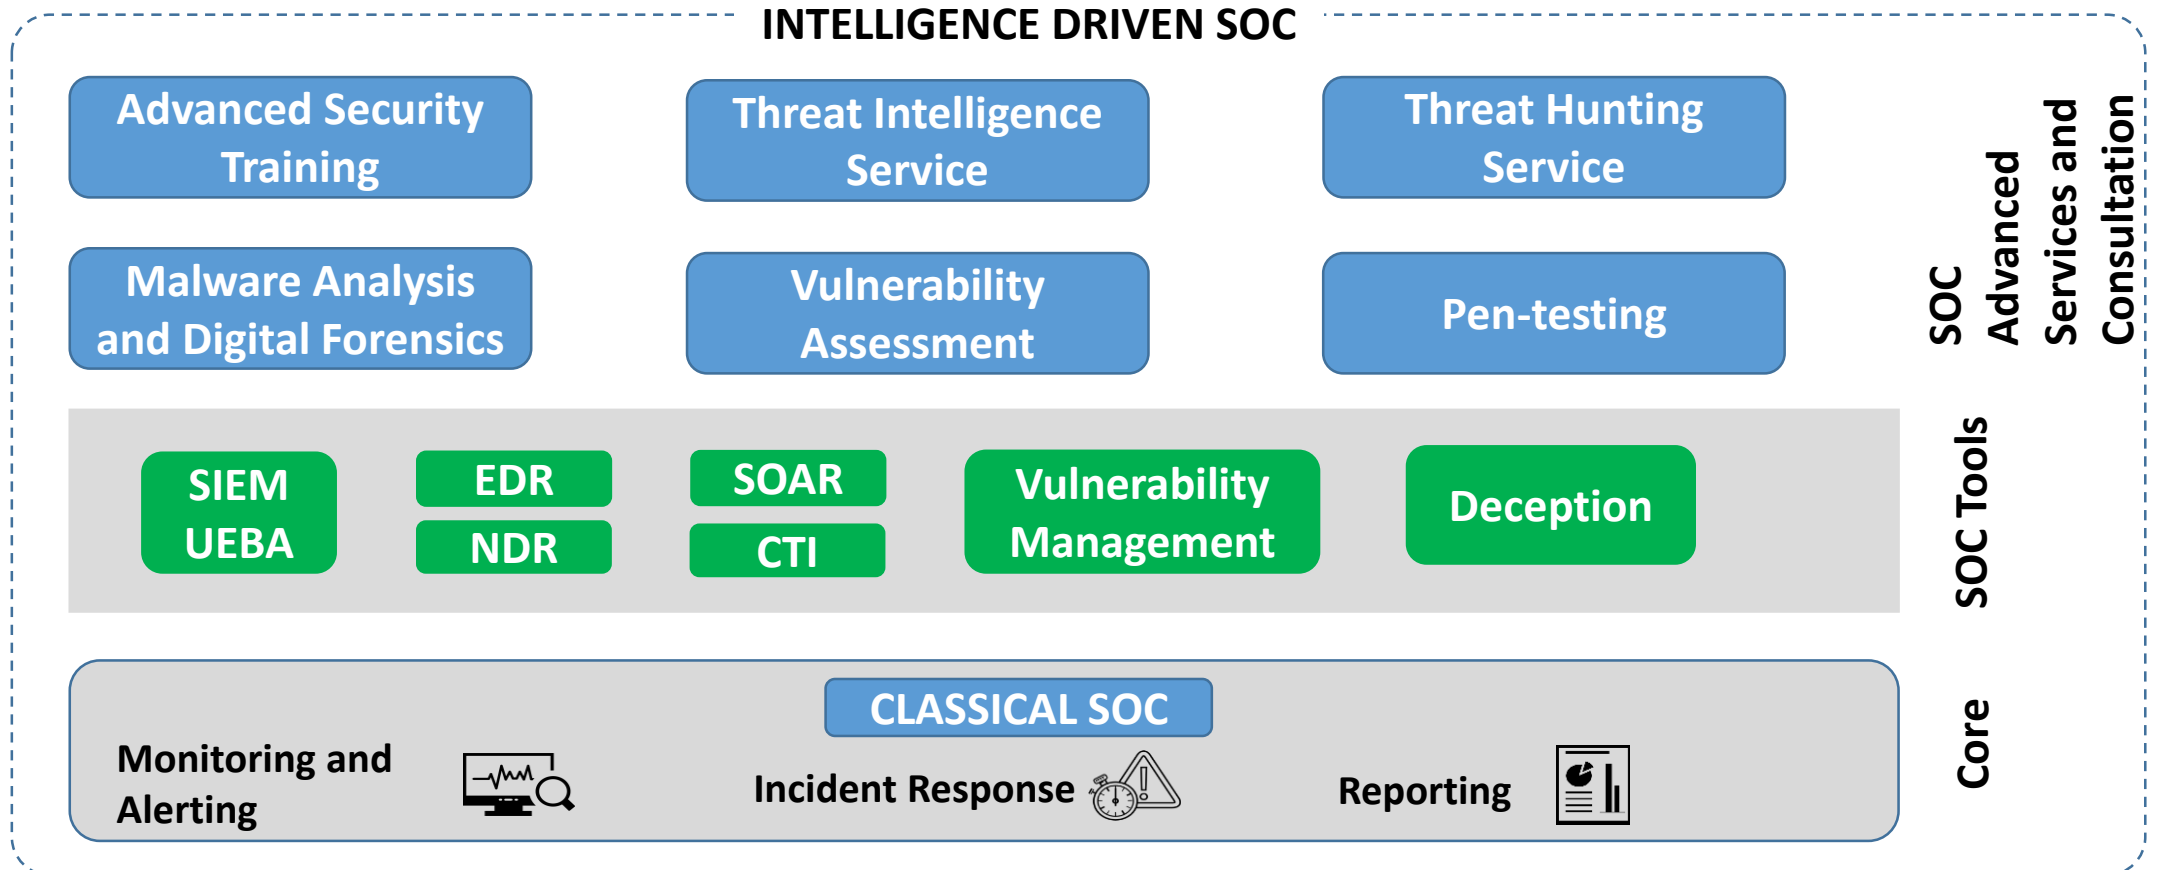 INTELLIGENCE DRIVEN SOC
Advanced Security
Training
Threat Intelligence
Service
Threat Hunting
Service
Malware Analysis
and Digital Forensics
Vulnerability
Assessment
Pen-testing
SOC
Advanced
Services and
Consultation
SIEM
UEBA
EDR
NDR
SOAR
CTI
Vulnerability
Management
Deception
SOC Tools
CLASSICAL SOC
Monitoring and
Alerting
Incident Response
Reporting
Core